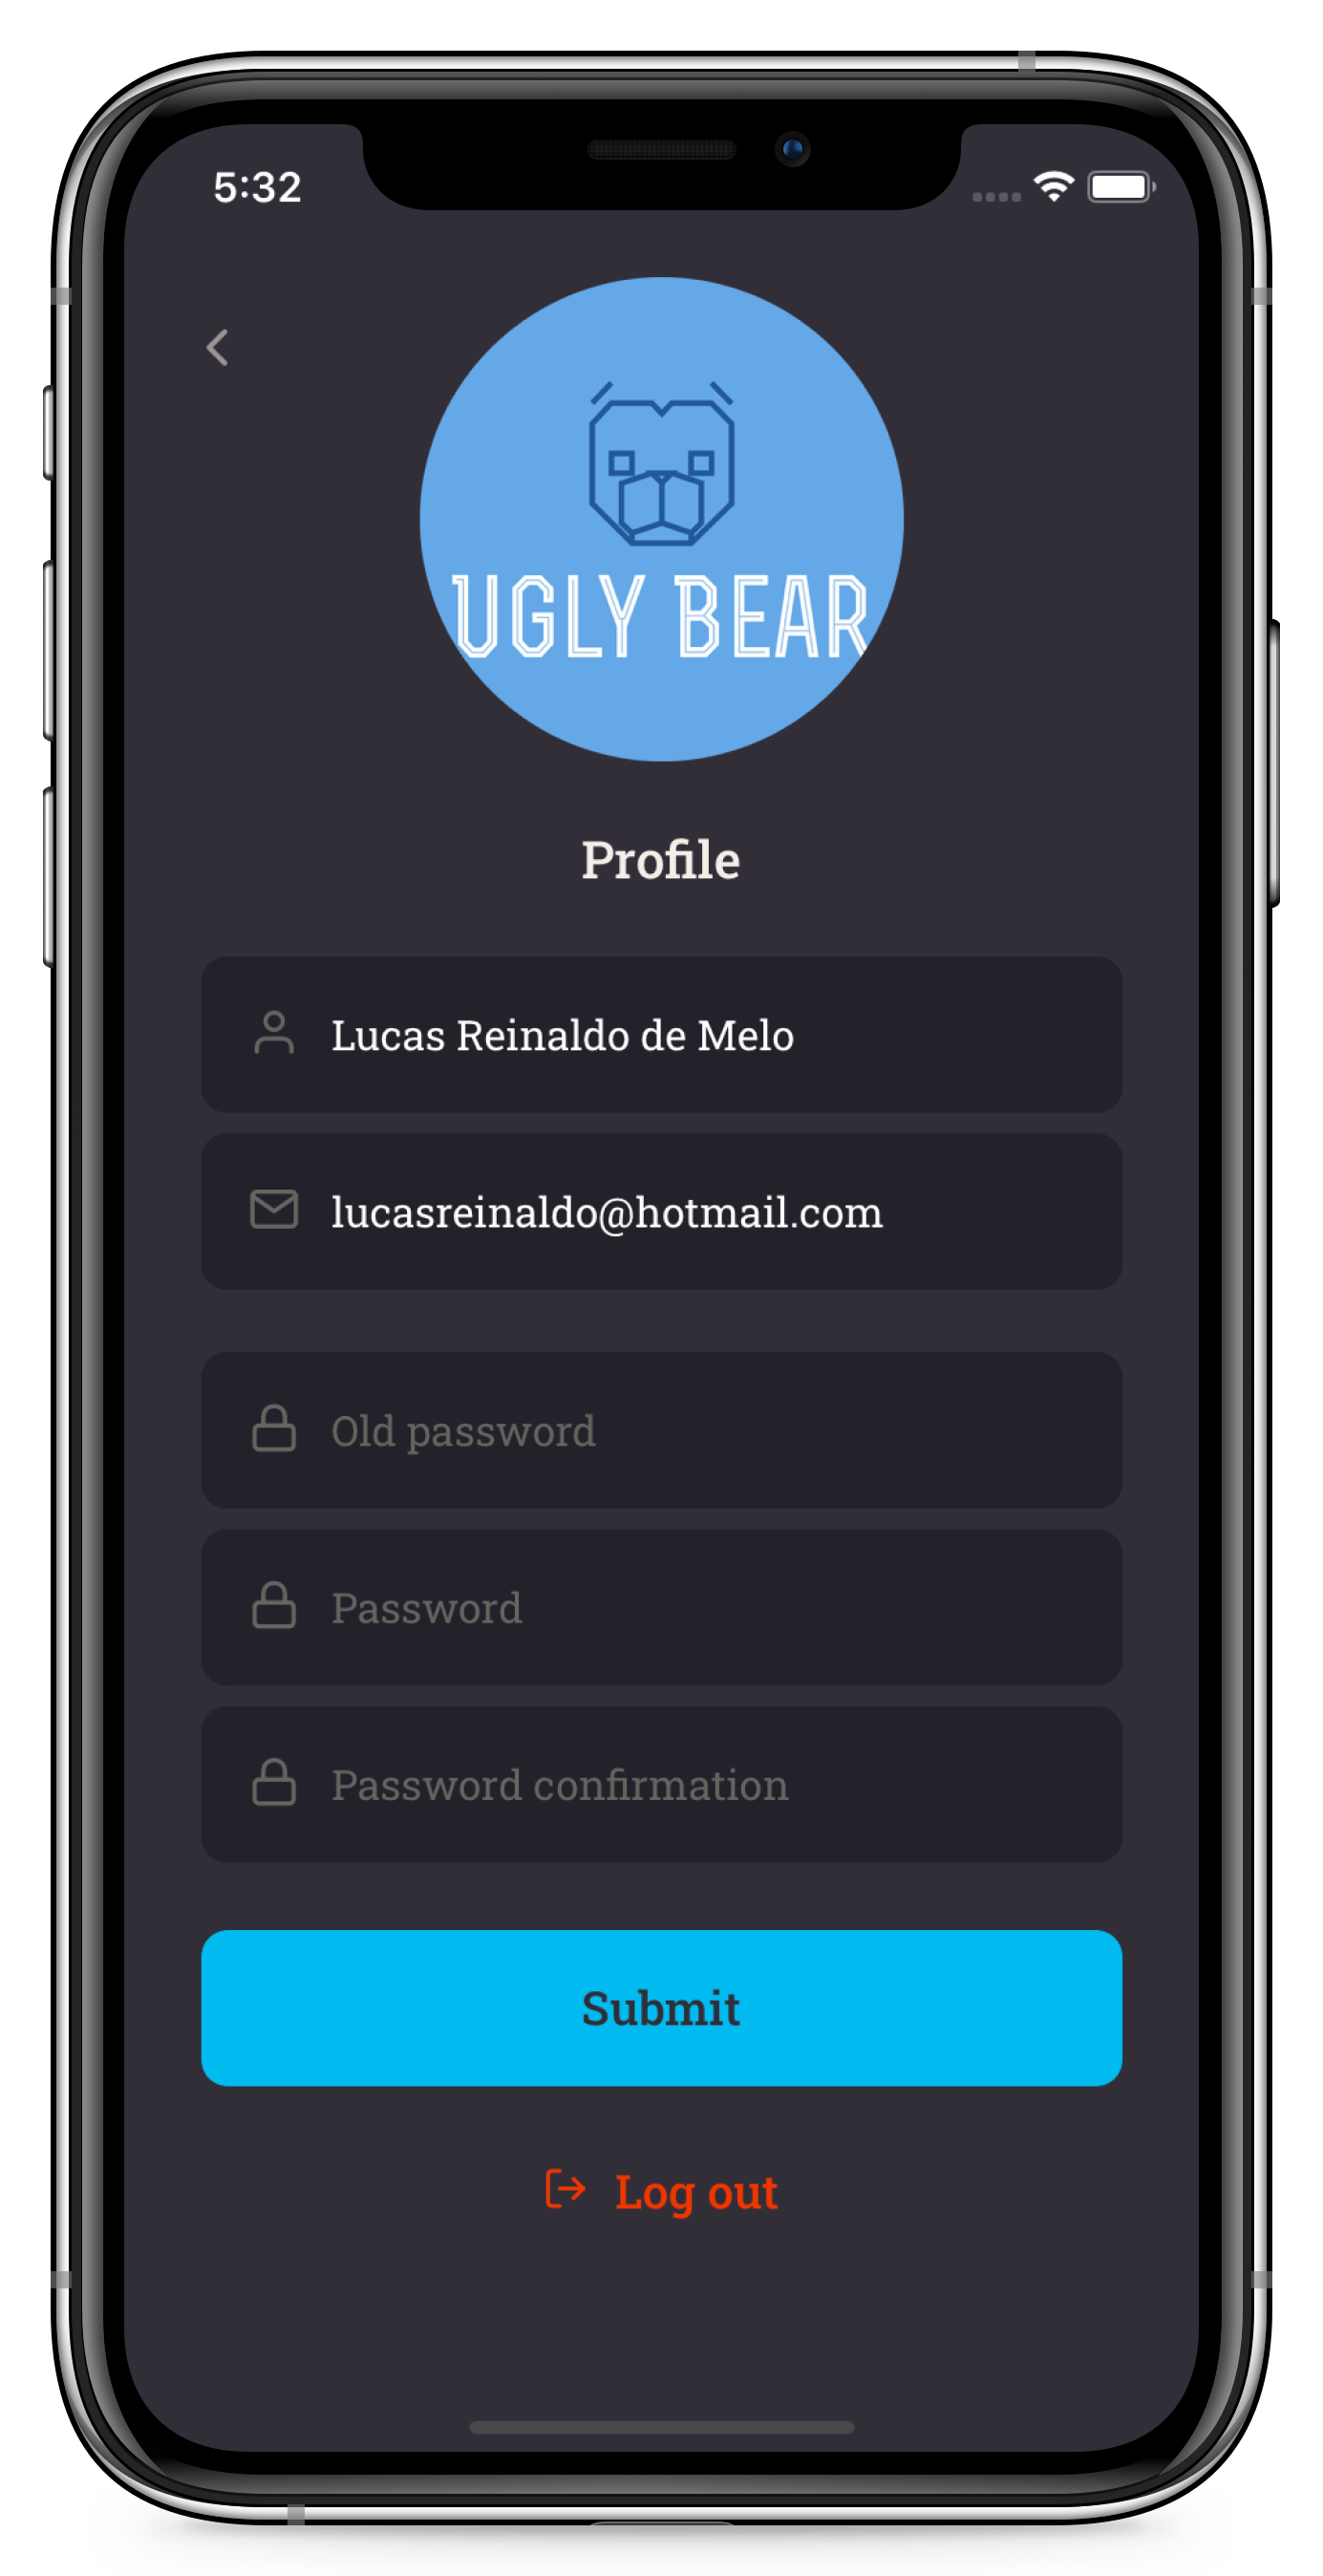 5:32
UGLY BEAR
Profile
Lucas Reinaldo de Melo
lucasreinaldo@hotmail.com
Old password
Password
Password confirmation
Submit
Log out